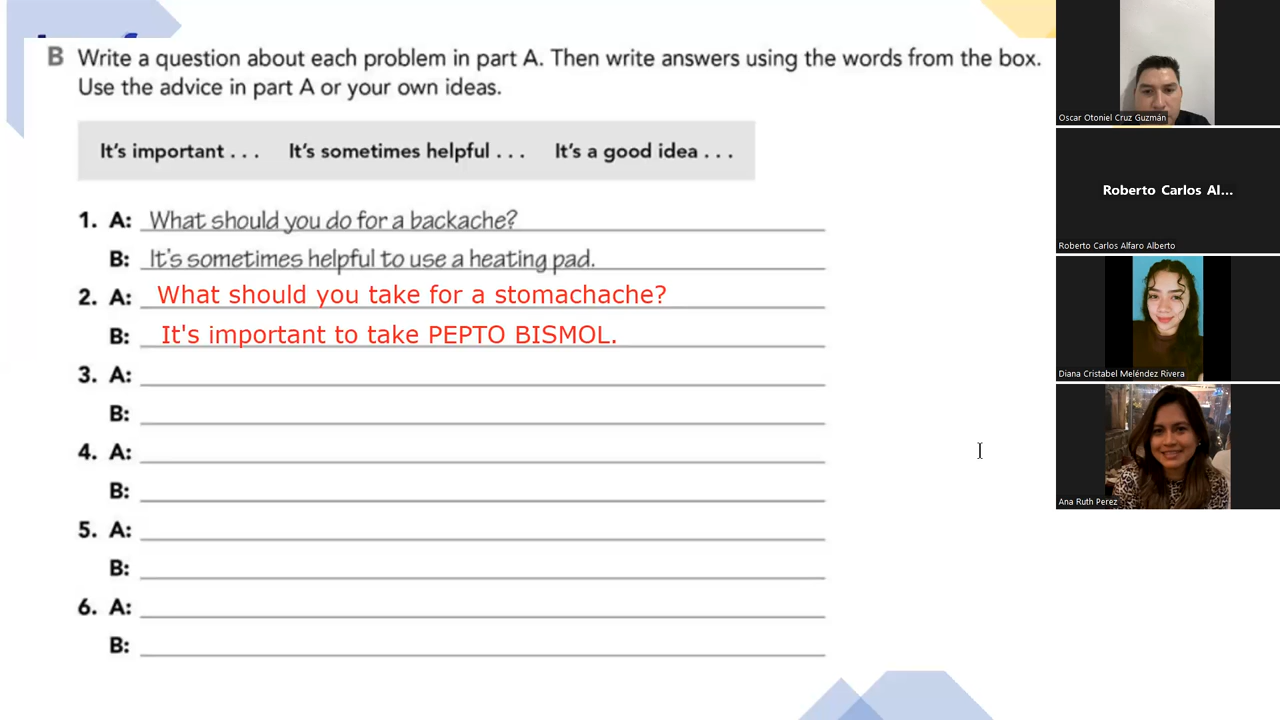 B Write a question about each problem in part A. Then write answers using the words from the box.
Use the advice in part A or your own ideas.
It's important . . . It's sometimes helpful . . . It's a good idea . . .
1. A: What should you do for a backache?
B: It's sometimes helpful to use a heating pad.
2. A: What should you take for a stomachache?
B: It's important to take PEPTO BISMOL.
3. A:
B:
4. A:
B:
5. A:
B:
6. A:
B:
Oscar Otoniel Cruz Guzmán
Roberto Carlos Al...
Roberto Carlos Alfaro Alberto
Diana Cristabel Meléndez Rivera
Ana Ruth Perez